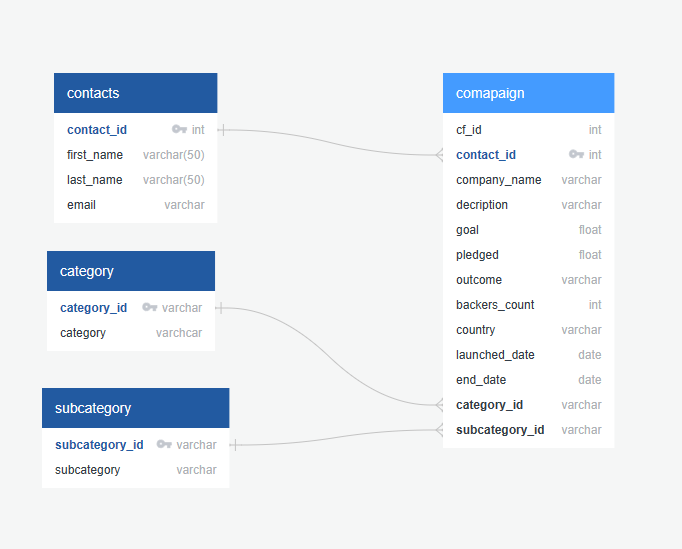 contacts
contact_id int
first_name varchar(50)
last_name varchar(50)
email varchar
category
category_id varchar
category varchcar
subcategory
subcategory_id varchar
subcategory varchar
comapaign
cf_id int
contact_id int
company_name varchar
decription varchar
goal float
pledged float
outcome varchar
backers_count int
country varchar
launched_date date
end_date date
category_id varchar
subcategory_id varchar